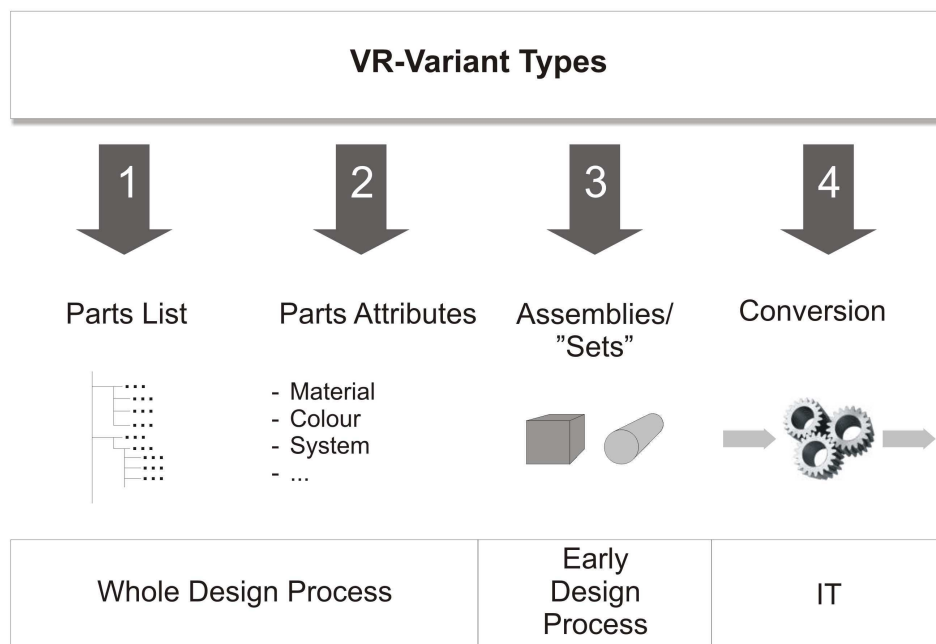 VR-Variant Types
1
2
3
4
Parts List
Parts Attributes
Assemblies/
”Sets”
Conversion
- Material
- Colour
- System
- ...
Whole Design Process
Early
Design
Process
IT